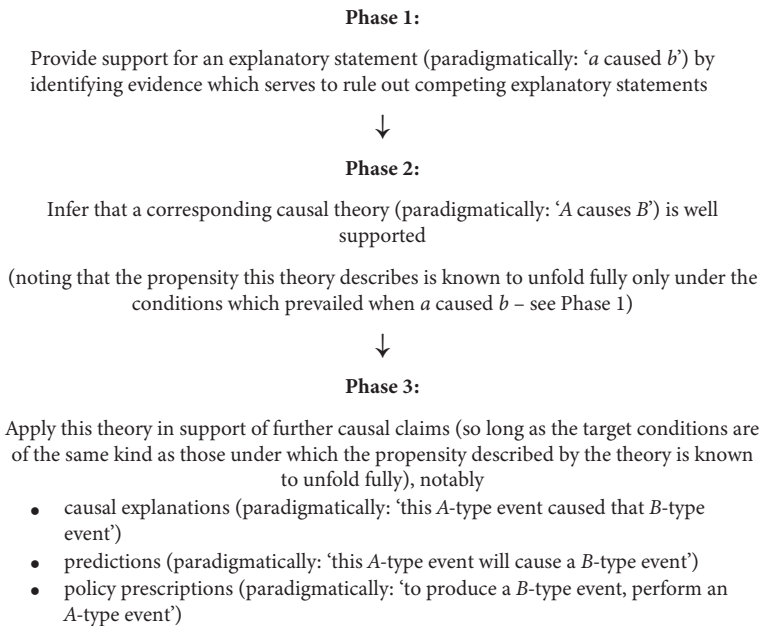 Phase 1:
Provide support for an explanatory statement (paradigmatically: ‘a caused b’) by
identifying evidence which serves to rule out competing explanatory statements
↓
Phase 2:
Infer that a corresponding causal theory (paradigmatically: ‘A causes B’) is well
supported
(noting that the propensity this theory describes is known to unfold fully only under the
conditions which prevailed when a caused b – see Phase 1)
↓
Phase 3:
Apply this theory in support of further causal claims (so long as the target conditions are
of the same kind as those under which the propensity described by the theory is known
to unfold fully), notably
• causal explanations (paradigmatically: ‘this A-type event caused that B-type
event’)
• predictions (paradigmatically: ‘this A-type event will cause a B-type event’)
• policy prescriptions (paradigmatically: ‘to produce a B-type event, perform an
A-type event’)